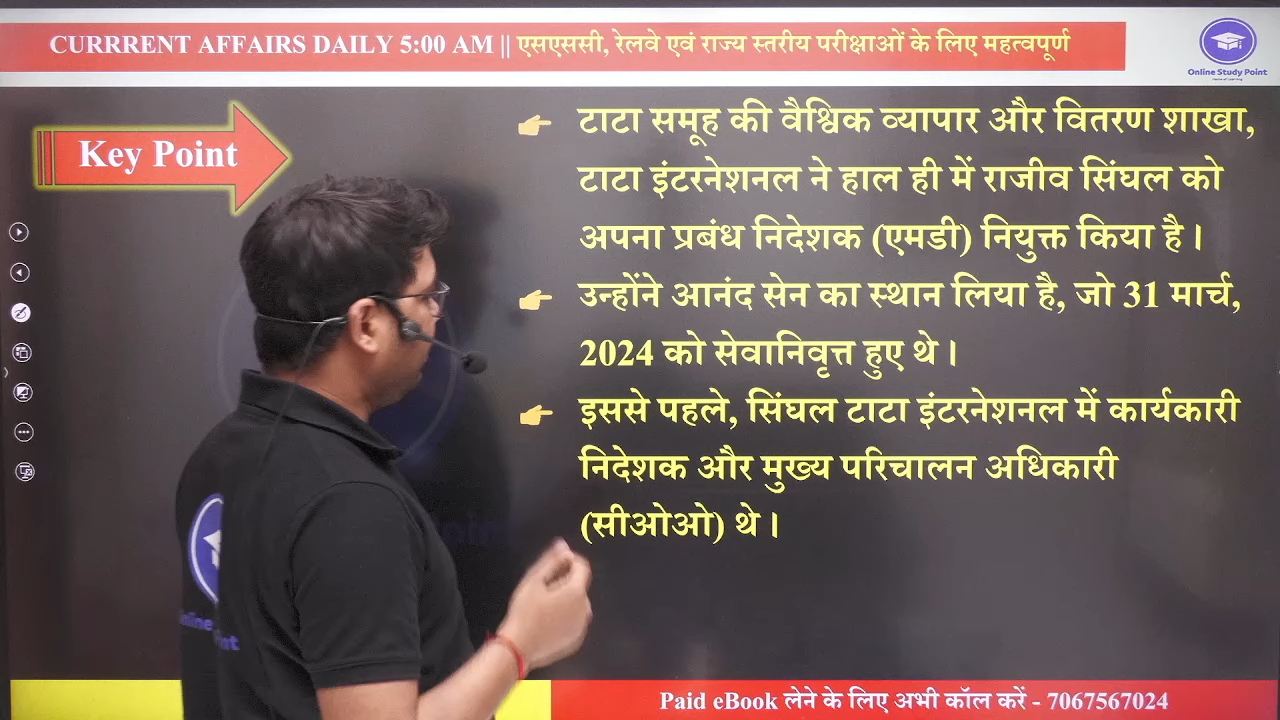 CURRRENT AFFAIRS DAILY 5:00 AM || एसएससी, रेलवे एवं राज्य स्तरीय परीक्षाओं के लिए महत्वपूर्ण
Online Study Point
Key Point
टाटा समूह की वैश्विक व्यापार और वितरण शाखा,
टाटा इंटरनेशनल ने हाल ही में राजीव सिंघल को
अपना प्रबंध निदेशक (एमडी) नियुक्त किया है।
उन्होंने आनंद सेन का स्थान लिया है, जो 31 मार्च,
2024 को सेवानिवृत्त हुए थे।
इससे पहले, सिंघल टाटा इंटरनेशनल में कार्यकारी
निदेशक और मुख्य परिचालन अधिकारी
(सीओओ) थे।
Paid eBook लेने के लिए अभी कॉल करें - 7067567024